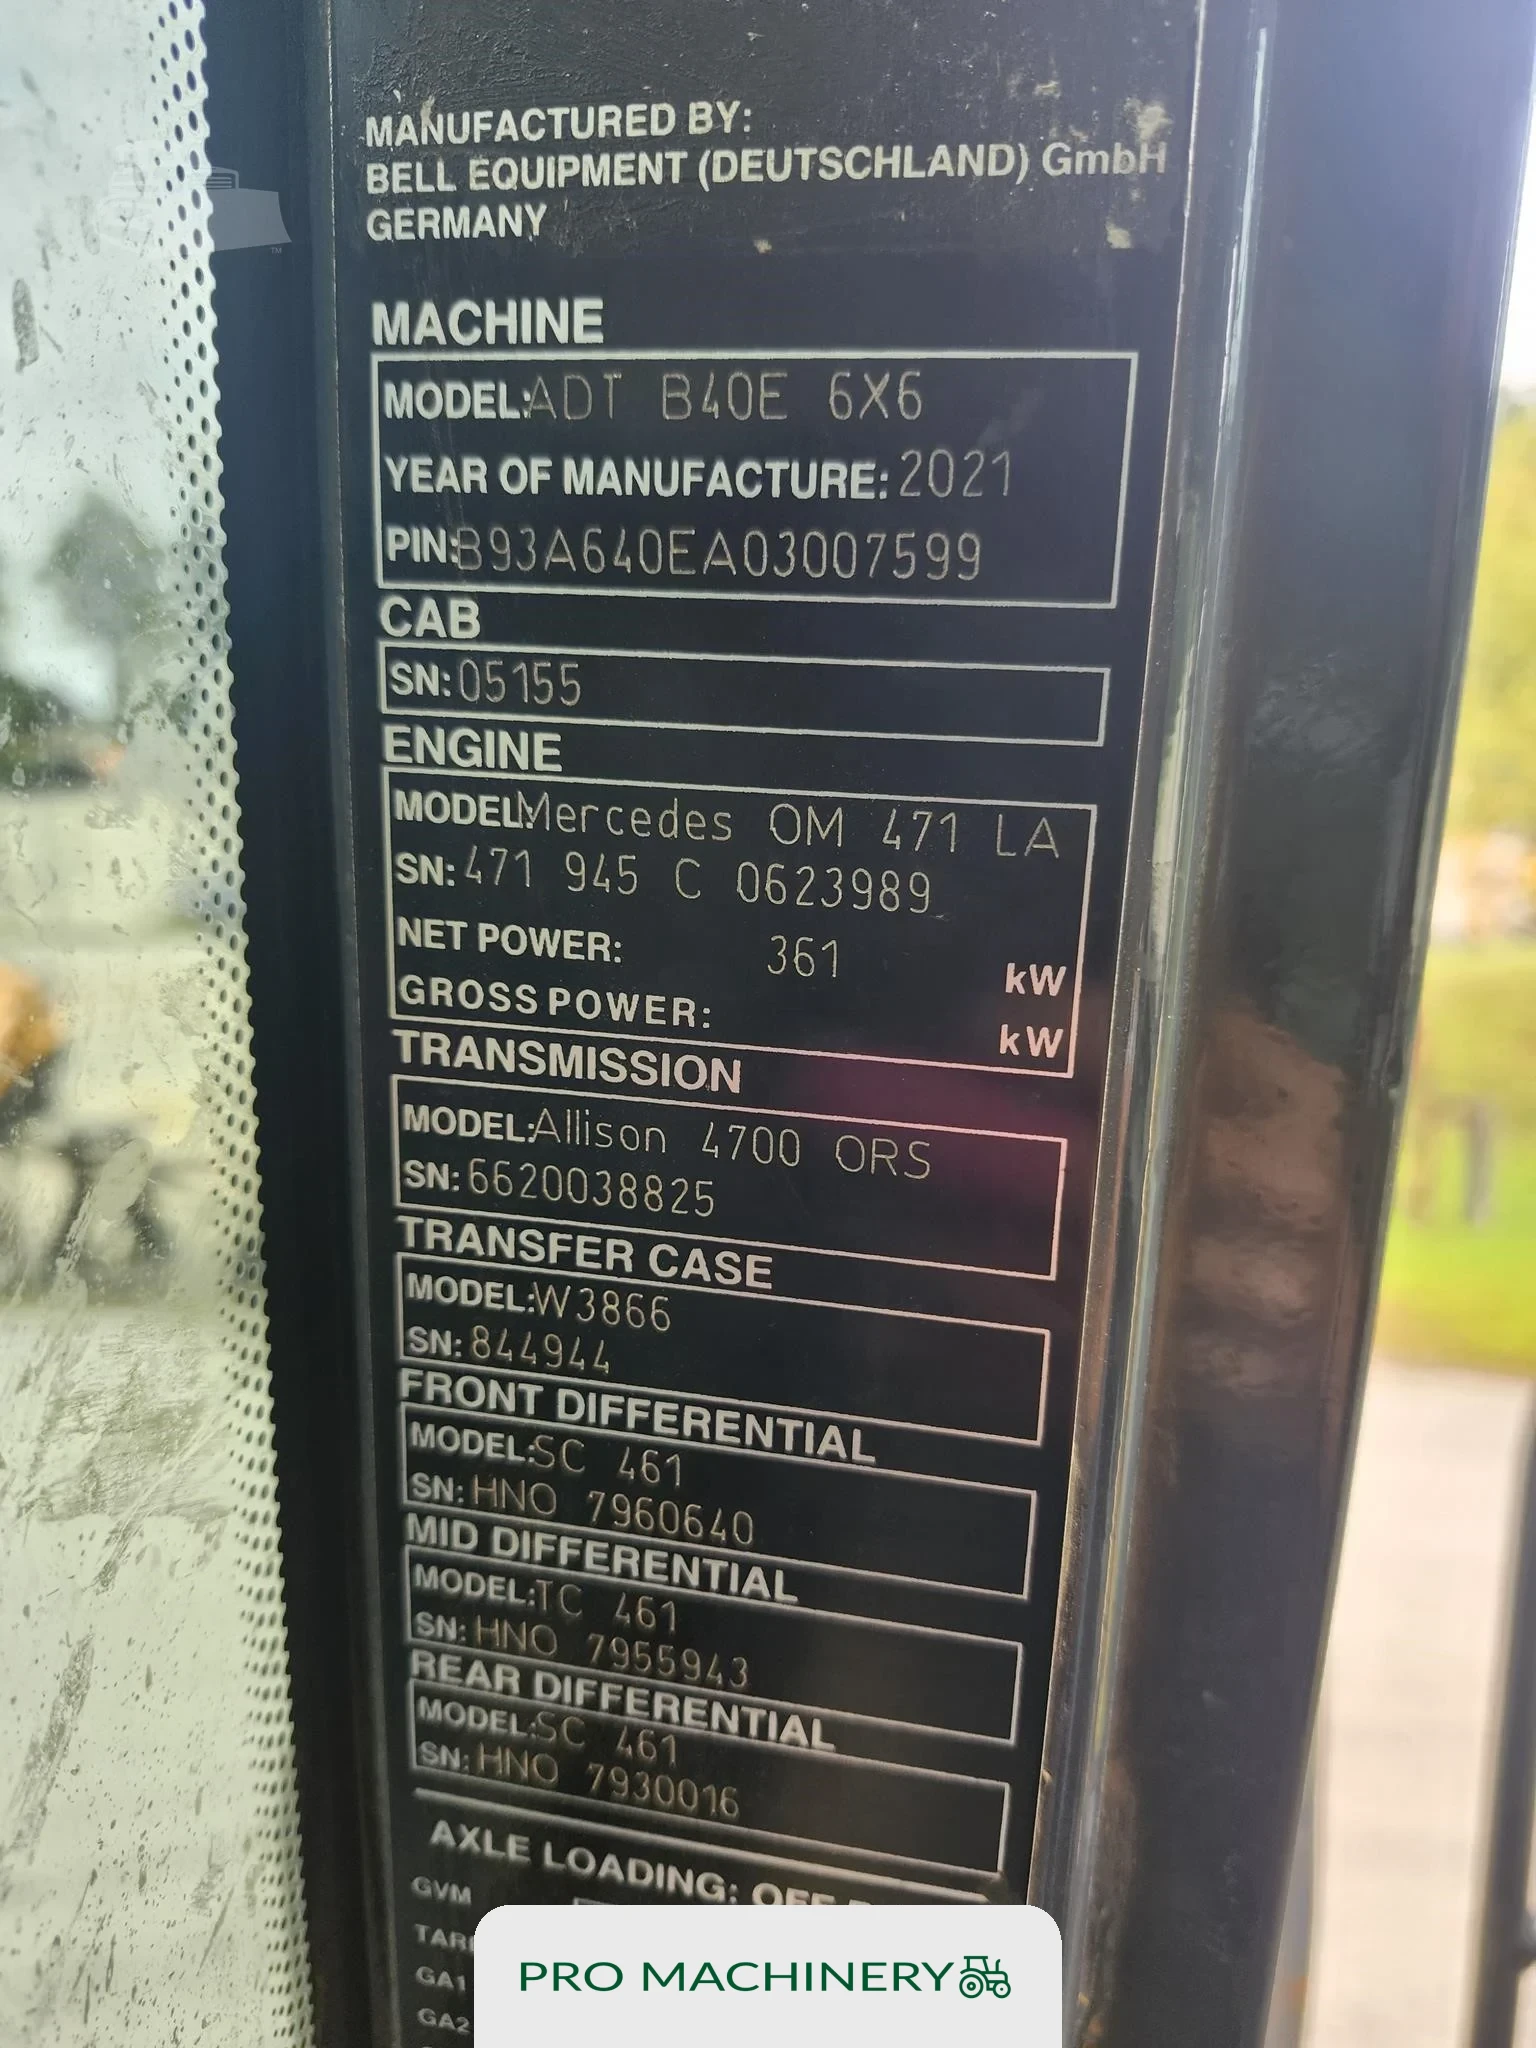 MANUFACTURED BY:
BELL EQUIPMENT (DEUTSCHLAND) GmbH
GERMANY
MACHINE
MODEL: ADT B40E 6X6
YEAR OF MANUFACTURE: 2021
PIN: B93A640EA03007599
CAB
SN: 05155
ENGINE
MODEL: Mercedes OM 471 LA
SN: 471 945 C 0623989
NET POWER: 361 kW
GROSS POWER: kW
TRANSMISSION
MODEL: Allison 4700 ORS
SN: 6620038825
TRANSFER CASE
MODEL: W3866
SN: 844944
FRONT DIFFERENTIAL
MODEL: SC 461
SN: HNO 7960640
MID DIFFERENTIAL
MODEL: TC 461
SN: HNO 7955943
REAR DIFFERENTIAL
MODEL: SC 461
SN: HNO 7930016
AXLE LOADING:
GVM
GA1
GA2
PRO MACHINERY
TM